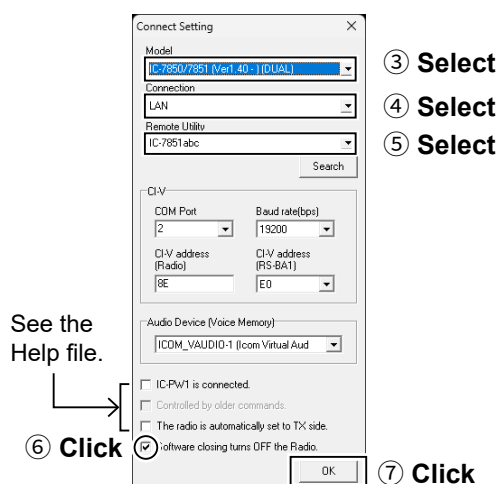 Connect Setting
Model
IC-7850/7851 (Ver1.40 - ) (DUAL)
③ Select
Connection
LAN
④ Select
Remote Utility
IC-7851abc
⑤ Select
Search
CI-V
COM Port Baud rate(bps)
2 19200
CI-V address (Radio) CI-V address (RS-BA1)
8E E0
Audio Device (Voice Memory)
ICOM_VAUDIO-1 (Icom Virtual Aud
See the
Help file.
IC-PW1 is connected.
Controlled by older commands.
The radio is automatically set to TX side.
⑥ Click
Software closing turns OFF the Radio.
OK
⑦ Click